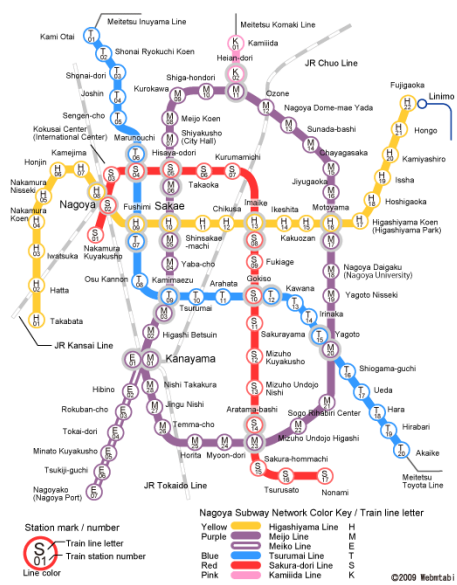 Meitetsu Inuyama Line
Meitetsu Komaki Line
Kami Otai
Kamiiida
Shonai Ryokuchi Koen
Heian-dori
JR Chuo Line
Shonai-dori
Shiga-hondori
Joshin
Kurokawa
Ozone
Fujigaoka
Linimo
Sengen-cho
Meijo Koen
Nagoya Dome-mae Yada
Kokusai Center
(International Center)
Marunouchi
Shiyakusho
(City Hall)
Sunada-bashi
Hongo
Hisaya-odori
Kurumamichi
Chayagasaka
Kamiyashiro
Kamejima
Honjin
Takaoka
Jiyugaoka
Issha
Nakamura
Nisseki
Nagoya
Fushimi
Sakae
Chikusa
Imaike
Ikeshita
Motoyama
Hoshigaoka
Nakamura
Koen
Nakamura
Kuyakusho
Shinsakae
-machi
Kakuozan
Higashiyama Koen
(Higashiyama Park)
Iwatsuka
Yaba-cho
Fukiage
Nagoya Daigaku
(Nagoya University)
Osu Kannon
Kamimaezu
Arahata
Gokiso
Kawana
Hatta
Tsurumai
Irinaka
Yagoto Nisseki
Takabata
Higashi Betsuin
Sakurayama
Yagoto
JR Kansai Line
Kanayama
Mizuho
Kuyakusho
Shiogama-guchi
Hibino
Nishi Takakura
Mizuho Undojo
Nishi
Ueda
Rokuban-cho
Jingu Nishi
Aratama-bashi
Sogo Rihabiri Center
Hara
Tokai-dori
Temma-cho
Hirabari
Minato Kuyakusho
Horita
Myoon-dori
Mizuho Undojo Higashi
Akaike
Tsukiji-guchi
Sakura-hommachi
Nagoyako
(Nagoya Port)
JR Tokaido Line
Tsurusato
Nonami
Meitetsu
Toyota Line
Nagoya Subway Network Color Key / Train line letter
Station mark / number
Yellow Higashiyama Line H
Purple Meijo Line M
Meiko Line E
Blue Tsurumai Line T
Red Sakura-dori Line S
Pink Kamiiida Line K
S
01
Train line letter
Train station number
Line color
©2009 Webmtabi